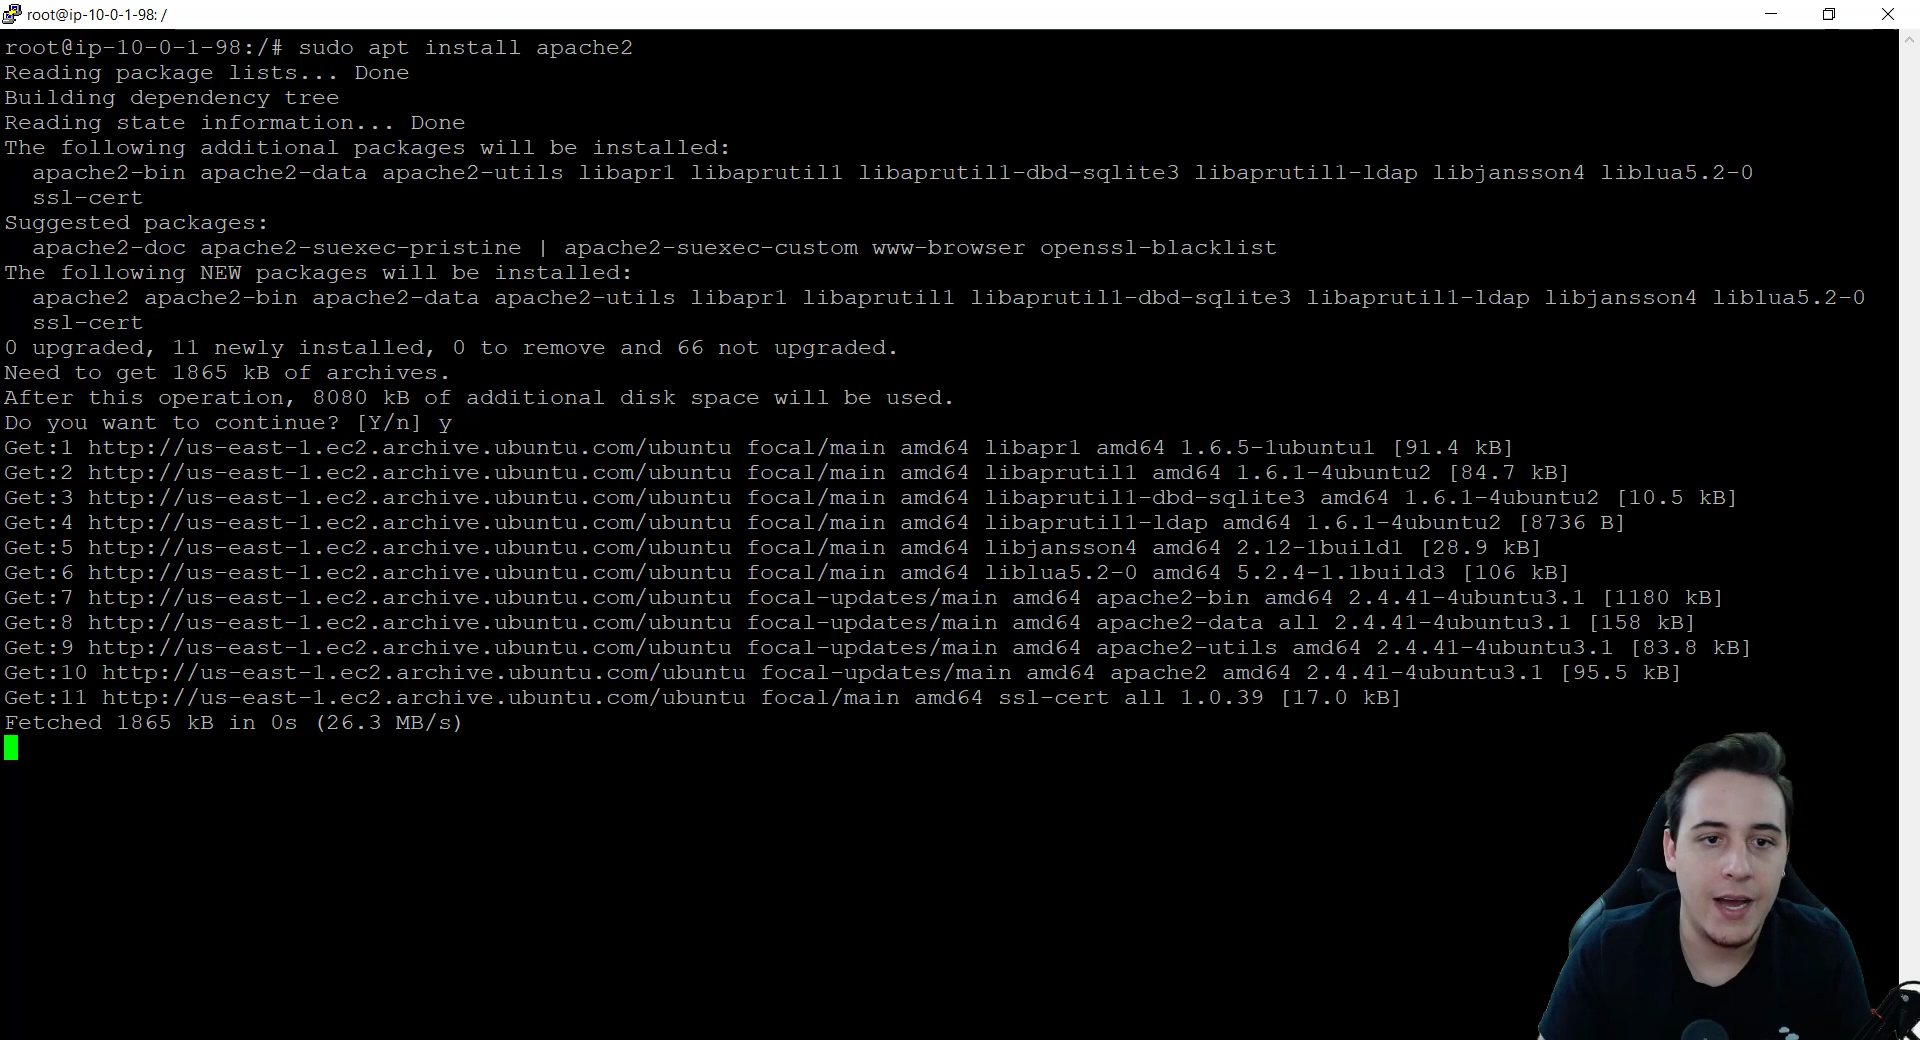 root@ip-10-0-1-98: /
root@ip-10-0-1-98:/# sudo apt install apache2
Reading package lists... Done
Building dependency tree
Reading state information... Done
The following additional packages will be installed:
  apache2-bin apache2-data apache2-utils libapr1 libaprutil1 libaprutil1-dbd-sqlite3 libaprutil1-ldap libjansson4 liblua5.2-0
  ssl-cert
Suggested packages:
  apache2-doc apache2-suexec-pristine | apache2-suexec-custom www-browser openssl-blacklist
The following NEW packages will be installed:
  apache2 apache2-bin apache2-data apache2-utils libapr1 libaprutil1 libaprutil1-dbd-sqlite3 libaprutil1-ldap libjansson4 liblua5.2-0
  ssl-cert
0 upgraded, 11 newly installed, 0 to remove and 66 not upgraded.
Need to get 1865 kB of archives.
After this operation, 8080 kB of additional disk space will be used.
Do you want to continue? [Y/n] y
Get:1 http://us-east-1.ec2.archive.ubuntu.com/ubuntu focal/main amd64 libapr1 amd64 1.6.5-1ubuntu1 [91.4 kB]
Get:2 http://us-east-1.ec2.archive.ubuntu.com/ubuntu focal/main amd64 libaprutil1 amd64 1.6.1-4ubuntu2 [84.7 kB]
Get:3 http://us-east-1.ec2.archive.ubuntu.com/ubuntu focal/main amd64 libaprutil1-dbd-sqlite3 amd64 1.6.1-4ubuntu2 [10.5 kB]
Get:4 http://us-east-1.ec2.archive.ubuntu.com/ubuntu focal/main amd64 libaprutil1-ldap amd64 1.6.1-4ubuntu2 [8736 B]
Get:5 http://us-east-1.ec2.archive.ubuntu.com/ubuntu focal/main amd64 libjansson4 amd64 2.12-1build1 [28.9 kB]
Get:6 http://us-east-1.ec2.archive.ubuntu.com/ubuntu focal/main amd64 liblua5.2-0 amd64 5.2.4-1.1build3 [106 kB]
Get:7 http://us-east-1.ec2.archive.ubuntu.com/ubuntu focal-updates/main amd64 apache2-bin amd64 2.4.41-4ubuntu3.1 [1180 kB]
Get:8 http://us-east-1.ec2.archive.ubuntu.com/ubuntu focal-updates/main amd64 apache2-data all 2.4.41-4ubuntu3.1 [158 kB]
Get:9 http://us-east-1.ec2.archive.ubuntu.com/ubuntu focal-updates/main amd64 apache2-utils amd64 2.4.41-4ubuntu3.1 [83.8 kB]
Get:10 http://us-east-1.ec2.archive.ubuntu.com/ubuntu focal-updates/main amd64 apache2 amd64 2.4.41-4ubuntu3.1 [95.5 kB]
Get:11 http://us-east-1.ec2.archive.ubuntu.com/ubuntu focal/main amd64 ssl-cert all 1.0.39 [17.0 kB]
Fetched 1865 kB in 0s (26.3 MB/s)